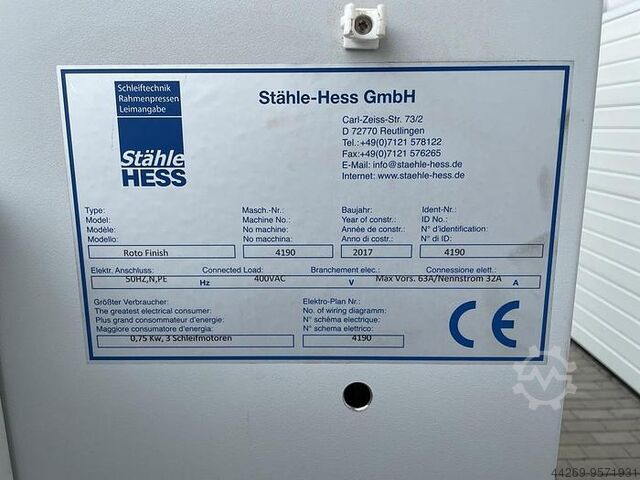 Schleiftechnik
Rahmenpressen
Leimangabe
Stähle
HESS
Stähle-Hess GmbH
Carl-Zeiss-Str. 73/2
D 72770 Reutlingen
Tel.:+49(0)7121 578122
Fax:+49(0)7121 576265
E-Mail: info@staehle-hess.de
Internet: www.staehle-hess.de
Type: Masch.-Nr.: Baujahr: Ident-Nr.:
Model: Machine No.: Year of constr.: ID No.:
Modéle: No machine: Année de constr.: N° d'identification:
Modello: No macchina: Anno di costr.: N° di ID:
Roto Finish 4190 2017 4190
Elektr. Anschluss: Connected Load: Branchement elec.: Connessione elett.:
50HZ,N,PE Hz 400VAC V Max Vors. 63A/Nennstrom 32A A
Größter Verbraucher: Elektro-Plan Nr.:
The greatest electrical consumer: No. of wiring diagramm:
Plus grand consommateur d'énergie: N° schéma electrique:
Maggiore consumatore di energia: N° schema elettrico:
0,75 Kw, 3 Schleifmotoren 4190
CE
44269-9571931